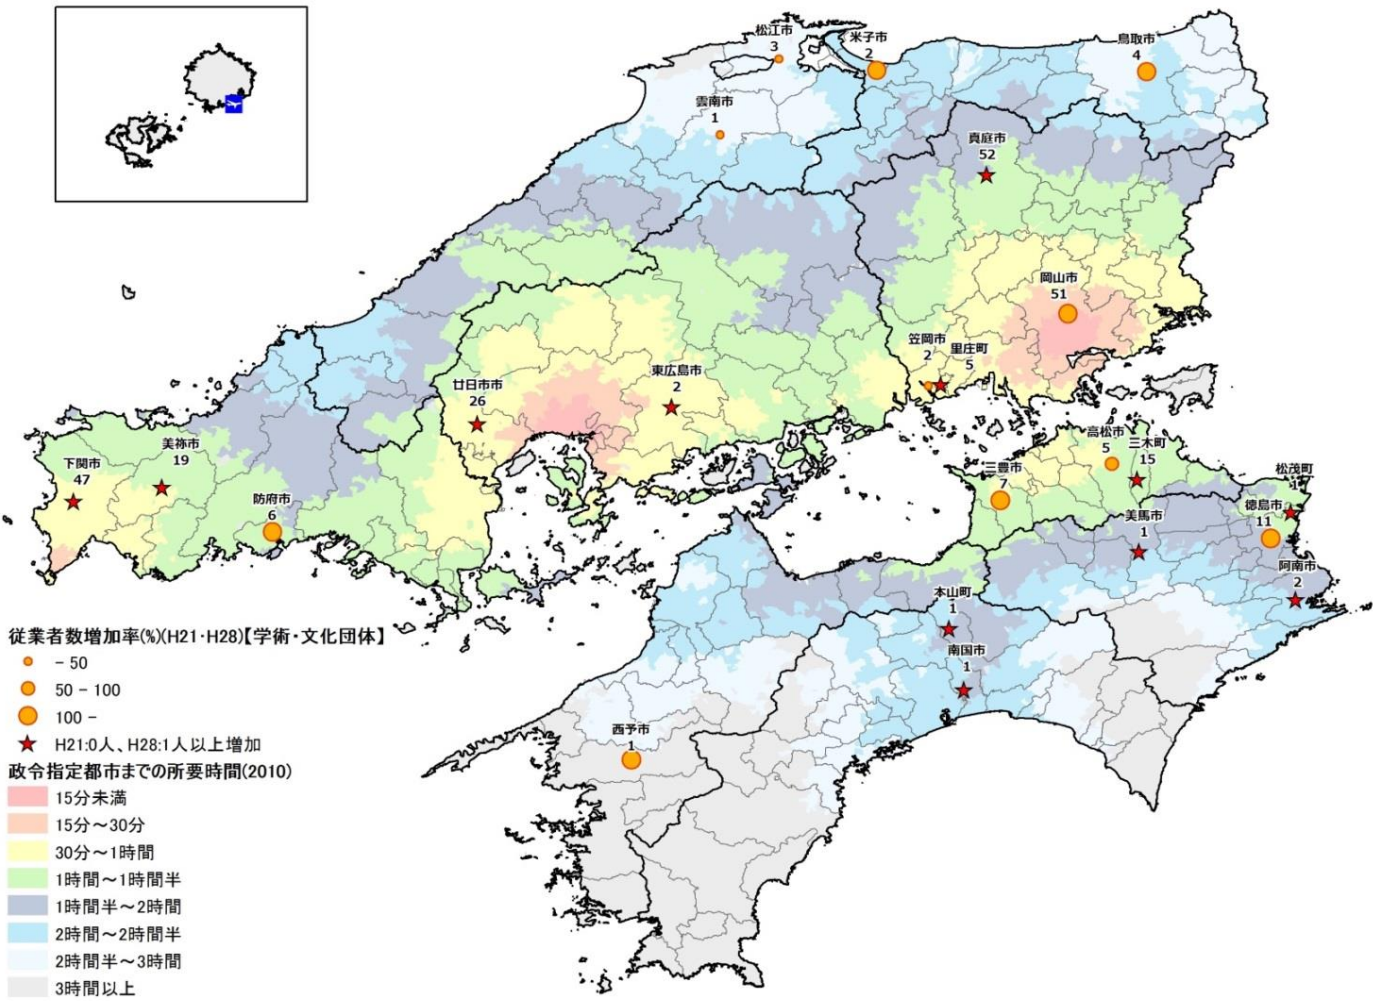 松江市
3
米子市
2
鳥取市
4
雲南市
1
真庭市
52
岡山市
51
笠岡市
2
里庄町
5
東広島市
2
廿日市市
26
美祢市
19
下関市
47
防府市
6
高松市
5
三木町
15
三豊市
7
松茂町
徳島市
11
美馬市
1
阿南市
2
本山町
1
南国市
1
西予市
1
従業者数増加率(%)(H21･H28)【学術・文化団体】
- 50
50 - 100
100 -
H21:0人、H28:1人以上増加
政令指定都市までの所要時間(2010)
15分未満
15分～30分
30分～1時間
1時間～1時間半
1時間半～2時間
2時間～2時間半
2時間半～3時間
3時間以上